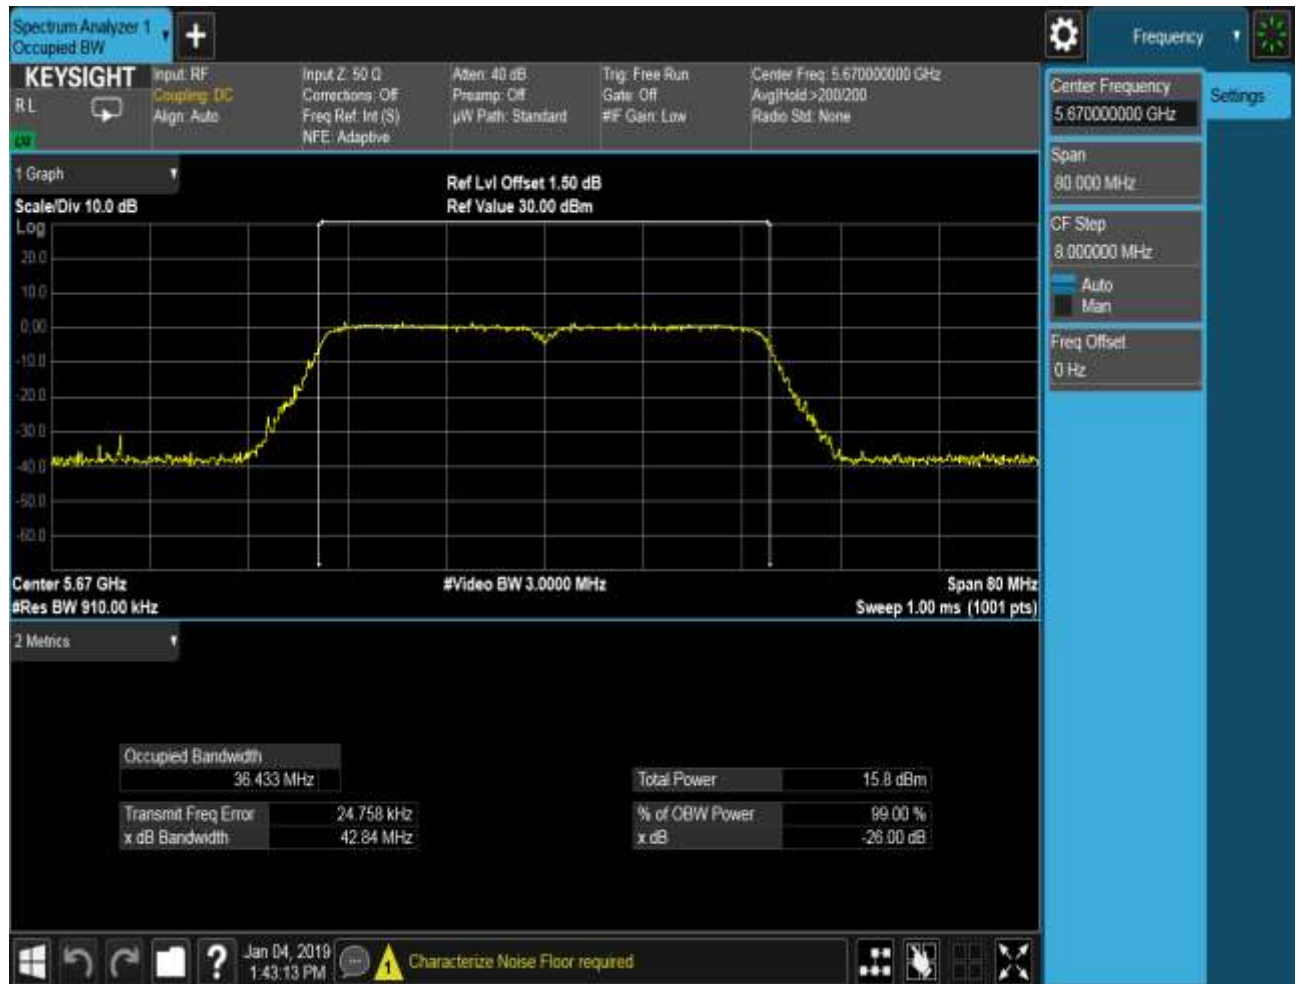 Spectrum Analyzer 1
Occupied BW
Frequency
KEYSIGHT
R L
Input: RF
Coupling: DC
Align: Auto
Input Z: 50 Ω
Corrections: Off
Freq Ref: Int (S)
NFE: Adaptive
Atten: 40 dB
Preamp: Off
µW Path: Standard
Trig: Free Run
Gate: Off
#IF Gain: Low
Center Freq: 5.670000000 GHz
Avg|Hold:>200/200
Radio Std: None
Center Frequency
5.670000000 GHz
Settings
Span
80.000 MHz
CF Step
8.000000 MHz
Auto
Man
Freq Offset
0 Hz
1 Graph
Scale/Div 10.0 dB
Ref Lvl Offset 1.50 dB
Ref Value 30.00 dBm
Log
20.0
10.0
0.00
-10.0
-20.0
-30.0
-40.0
-50.0
-60.0
Center 5.67 GHz
#Video BW 3.0000 MHz
Span 80 MHz
#Res BW 910.00 kHz
Sweep 1.00 ms (1001 pts)
2 Metrics
Occupied Bandwidth
36.433 MHz
Total Power 15.8 dBm
Transmit Freq Error 24.758 kHz
% of OBW Power 99.00 %
x dB Bandwidth 42.84 MHz
x dB -26.00 dB
?
Jan 04, 2019
1:43:13 PM
1
Characterize Noise Floor required